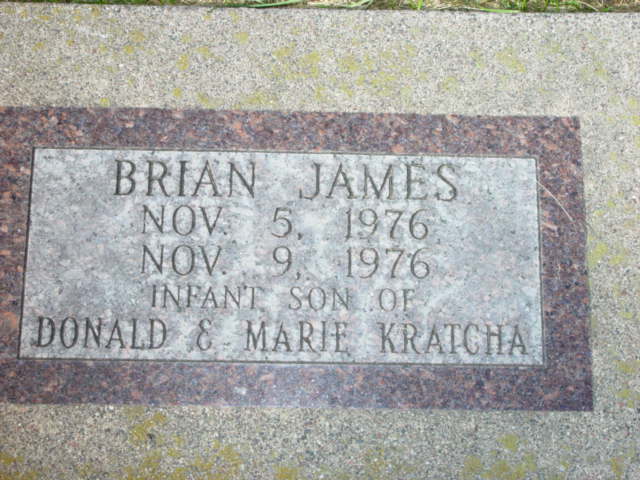 BRIAN JAMES
NOV. 5, 1976
NOV. 9, 1976
INFANT SON OF
DONALD & MARIE KRATCHA